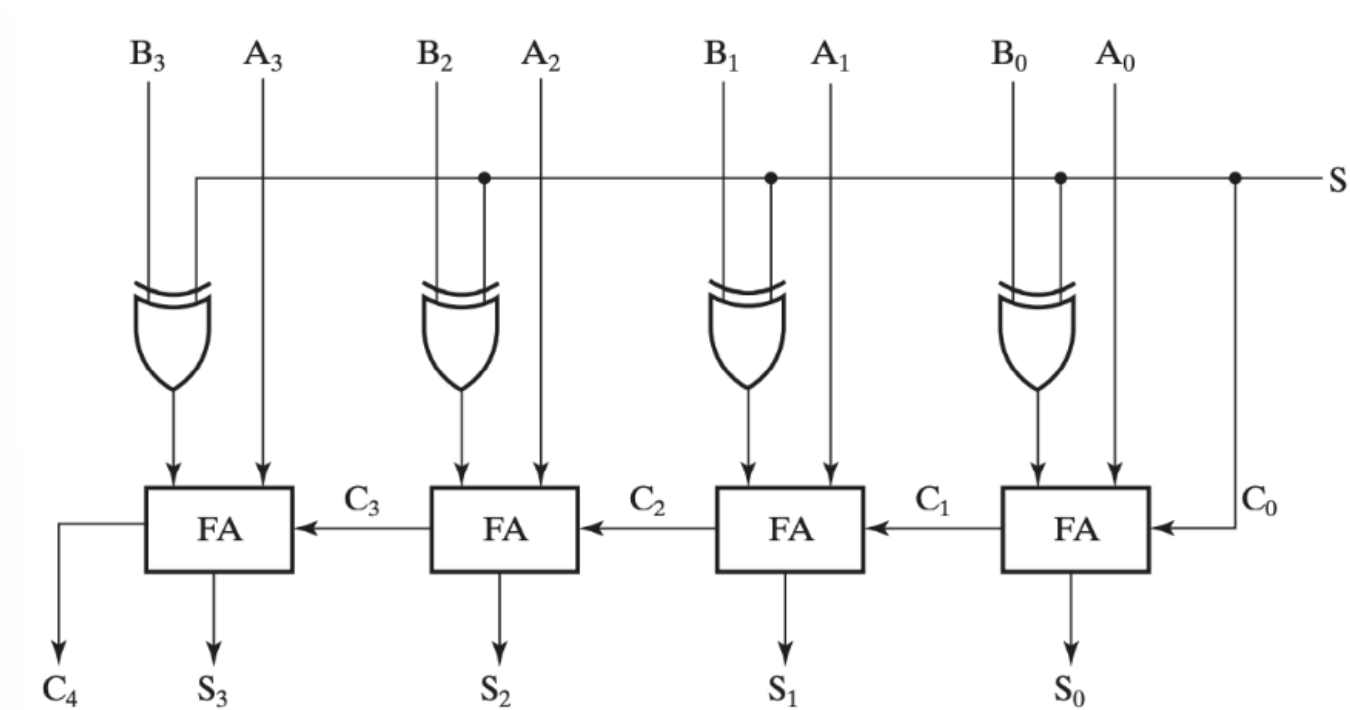 B₃ A₃ B₂ A₂ B₁ A₁ B₀ A₀
S
C₃ C₂ C₁ C₀
FA FA FA FA
C₄ S₃ S₂ S₁ S₀